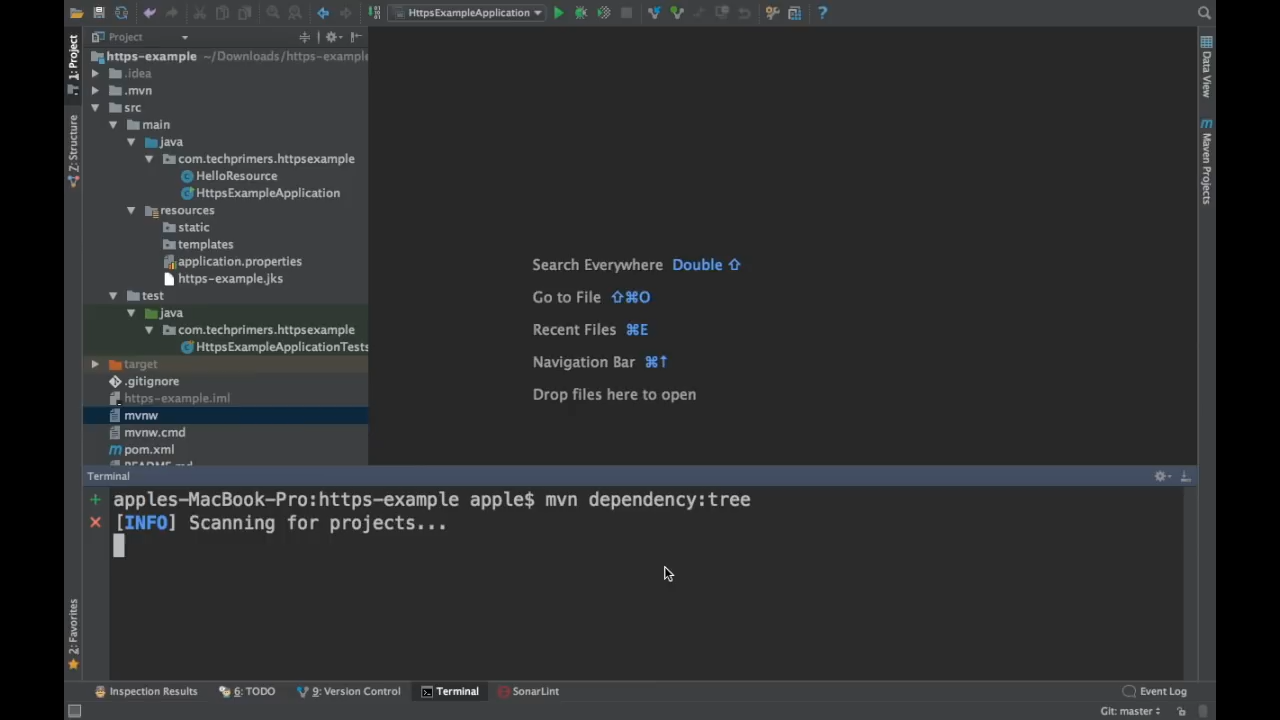 HttpsExampleApplication
Project
https-example ~/Downloads/https-example
.idea
.mvn
src
main
java
com.techprimers.httpsexample
HelloResource
HttpsExampleApplication
resources
static
templates
application.properties
https-example.jks
test
java
com.techprimers.httpsexample
HttpsExampleApplicationTests
target
.gitignore
https-example.iml
mvnw
mvnw.cmd
pom.xml
README.md
1: Project
7: Structure
2: Favorites
Search Everywhere Double ⇧
Go to File ⇧⌘O
Recent Files ⌘E
Navigation Bar ⌘↑
Drop files here to open
Data View
Maven Projects
Terminal
apples-MacBook-Pro:https-example apple$ mvn dependency:tree
[INFO] Scanning for projects...
Inspection Results 6: TODO 9: Version Control Terminal SonarLint Event Log
Git: master